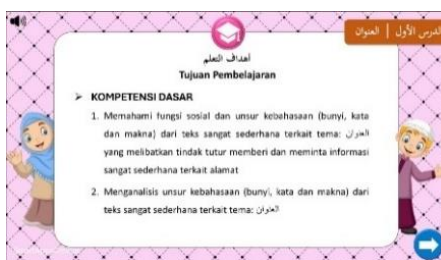 الدرس الأول | العنوان
أهداف التعلم
Tujuan Pembelajaran
➤ KOMPETENSI DASAR
1. Memahami fungsi sosial dan unsur kebahasaan (bunyi, kata
dan makna) dari teks sangat sederhana terkait tema: العنوان
yang melibatkan tindak tutur memberi dan meminta informasi
sangat sederhana terkait alamat
2. Menganalisis unsur kebahasaan (bunyi, kata dan makna) dari
teks sangat sederhana terkait tema: العنوان